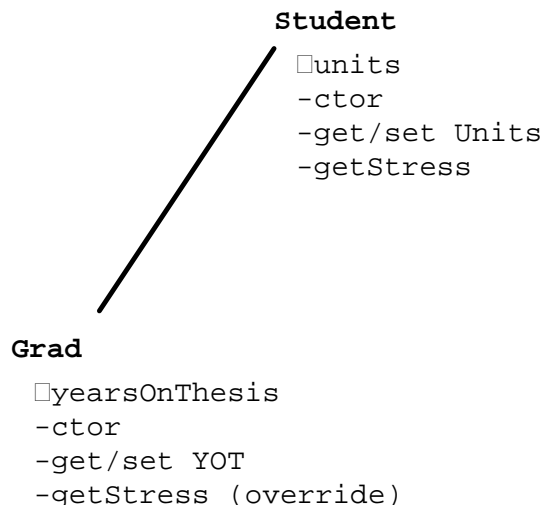 Student
□units
-ctor
-get/set Units
-getStress
Grad
□yearsOnThesis
-ctor
-get/set YOT
-getStress (override)